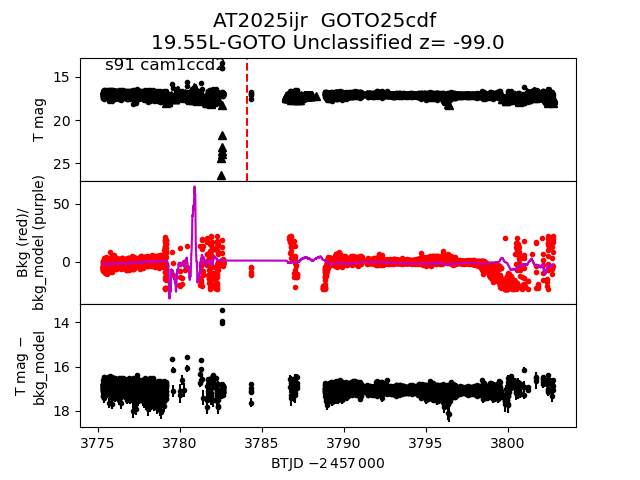 AT2025ijr  GOTO25cdf
19.55L-GOTO Unclassified z= -99.0
s91 cam1ccd2
T mag
15
20
25
Bkg (red)/
bkg_model (purple)
50
0
T mag −
bkg_model
14
16
18
3775 3780 3785 3790 3795 3800
BTJD −2 457 000